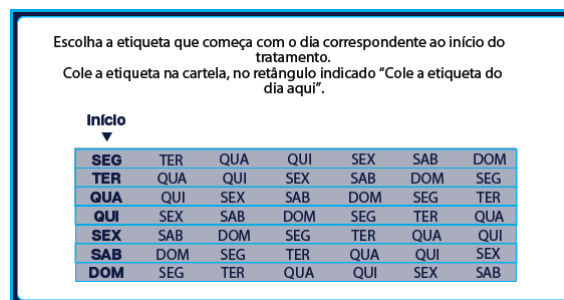 Escolha a etiqueta que começa com o dia correspondente ao início do
tratamento.
Cole a etiqueta na cartela, no retângulo indicado “Cole a etiqueta do
dia aqui”.
Início
SEG TER QUA QUI SEX SAB DOM
TER QUA QUI SEX SAB DOM SEG
QUA QUI SEX SAB DOM SEG TER
QUI SEX SAB DOM SEG TER QUA
SEX SAB DOM SEG TER QUA QUI
SAB DOM SEG TER QUA QUI SEX
DOM SEG TER QUA QUI SEX SAB